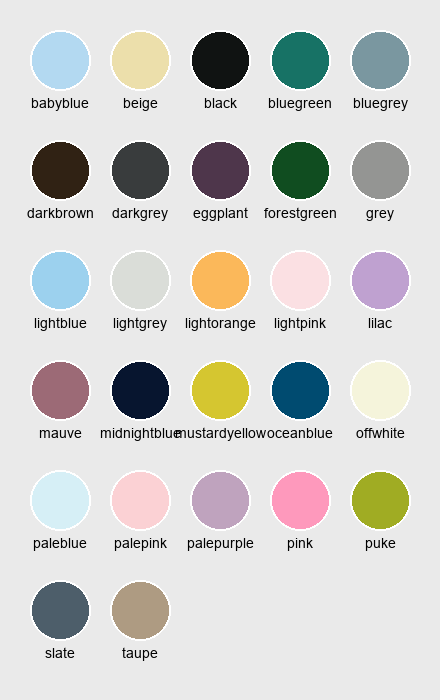 babyblue beige black bluegreen bluegrey
darkbrown darkgrey eggplant forestgreen grey
lightblue lightgrey lightorange lightpink lilac
mauve midnightblue mustardyellow oceanblue offwhite
paleblue palepink palepurple pink puke
slate taupe